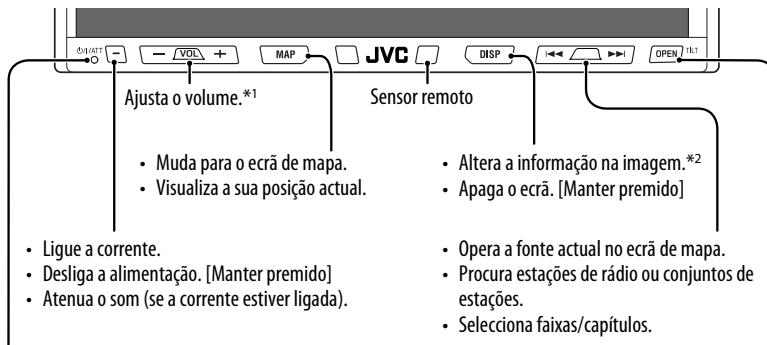 ⏻/I/ATT
– VOL +
MAP
JVC
DISP
OPEN
TILT
Ajusta o volume.*1
Sensor remoto
• Muda para o ecrã de mapa.
• Visualiza a sua posição actual.
• Altera a informação na imagem.*2
• Apaga o ecrã. [Manter premido]
• Ligue a corrente.
• Desliga a alimentação. [Manter premido]
• Atenua o som (se a corrente estiver ligada).
• Opera a fonte actual no ecrã de mapa.
• Procura estações de rádio ou conjuntos de
estações.
• Selecciona faixas/capítulos.